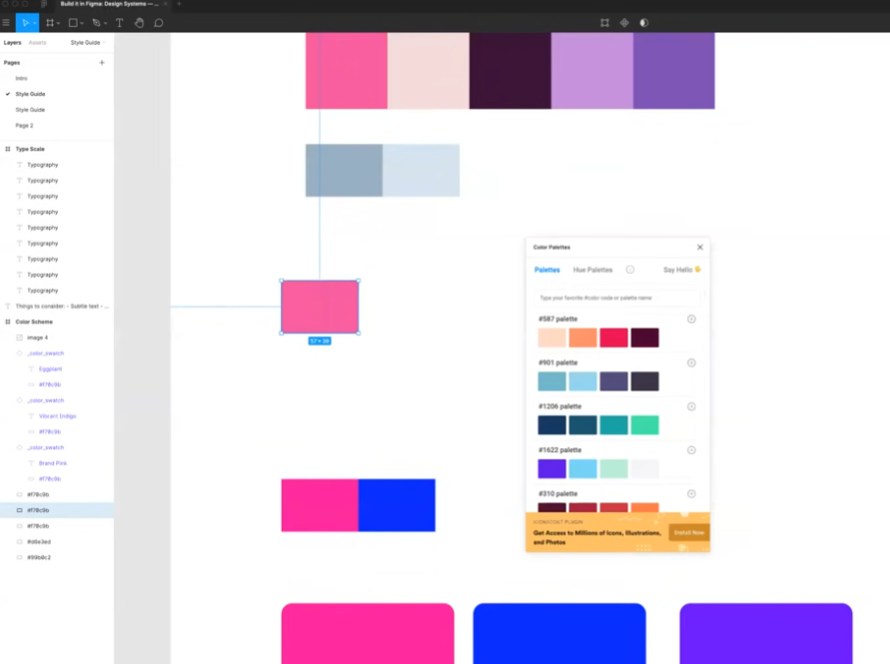 Build it in Figma: Design Systems — ...
Layers
Assets
Style Guide
Pages
Intro
Style Guide
Style Guide
Page 2
Type Scale
Typography
Typography
Typography
Typography
Typography
Typography
Typography
Typography
Typography
Things to consider: - Subtle text - ...
Color Scheme
image 4
_color_swatch
Eggplant
#f78c9b
_color_swatch
Vibrant Indigo
#f78c9b
_color_swatch
Brand Pink
#f78c9b
#f78c9b
#f78c9b
#f78c9b
#d6e3ed
#99b0c2
57 × 39
Color Palettes
Palettes
Hue Palettes
Say Hello 👋
Type your favorite #color code or palette name
#587 palette
#901 palette
#1206 palette
#1622 palette
#310 palette
ICONSCOUT PLUGIN
Get Access to Millions of Icons, Illustrations,
and Photos
Install Now